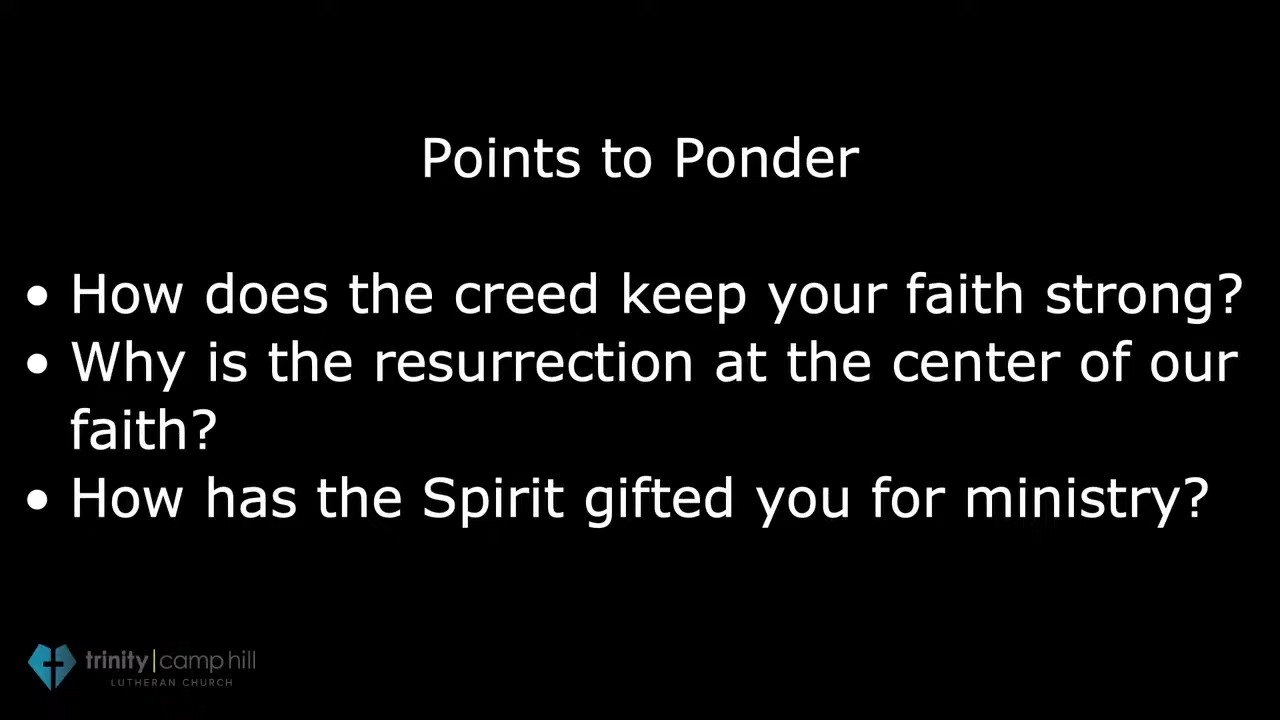 Points to Ponder
• How does the creed keep your faith strong?
• Why is the resurrection at the center of our
faith?
• How has the Spirit gifted you for ministry?
trinity|camp hill
LUTHERAN CHURCH